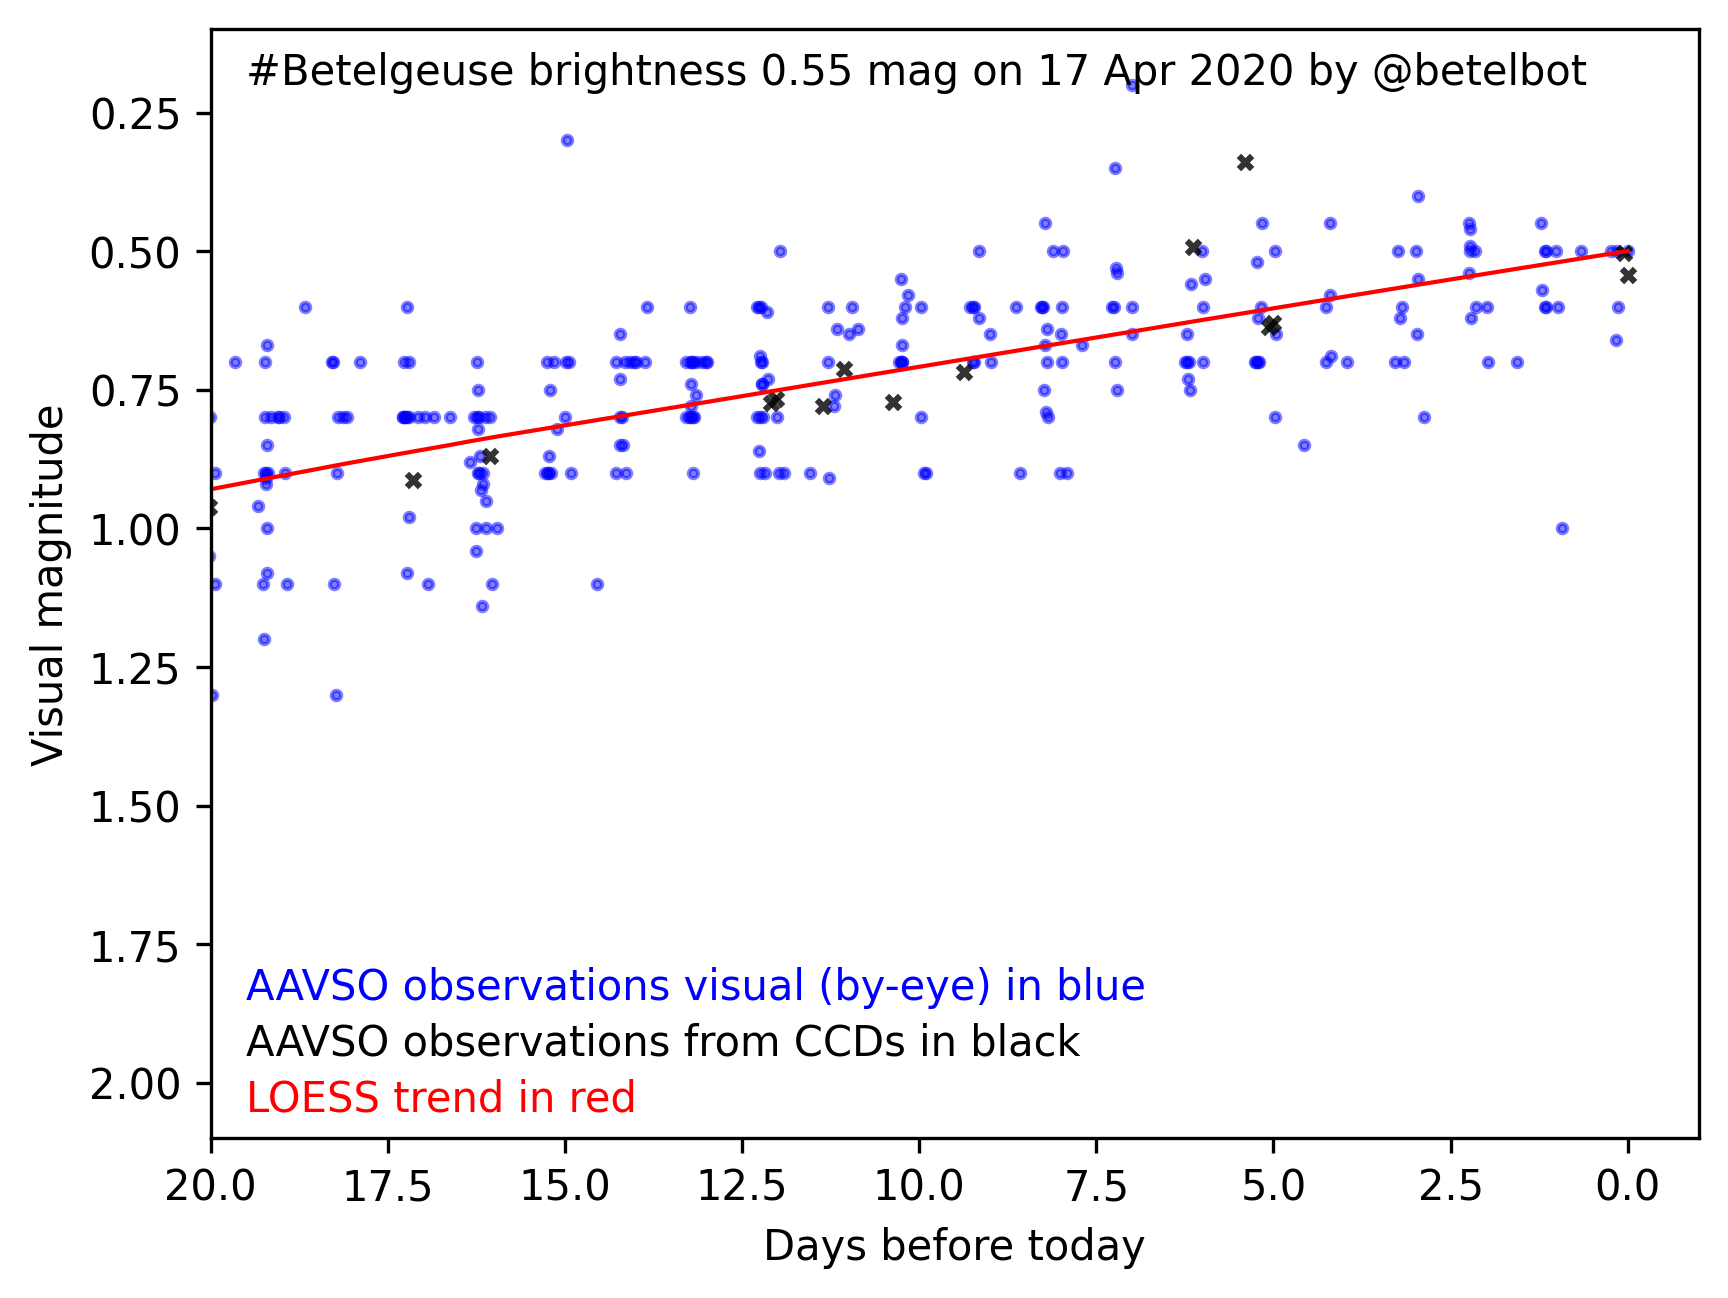 #Betelgeuse brightness 0.55 mag on 17 Apr 2020 by @betelbot
0.25
0.50
0.75
1.00
1.25
1.50
1.75
2.00
Visual magnitude
AAVSO observations visual (by-eye) in blue
AAVSO observations from CCDs in black
LOESS trend in red
20.0 17.5 15.0 12.5 10.0 7.5 5.0 2.5 0.0
Days before today